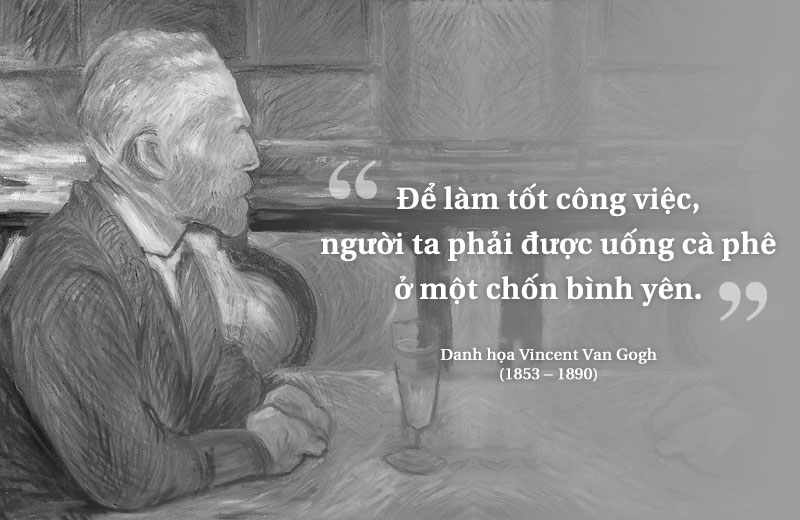 “Để làm tốt công việc,
người ta phải được uống cà phê
ở một chốn bình yên.”
Danh họa Vincent Van Gogh
(1853 – 1890)